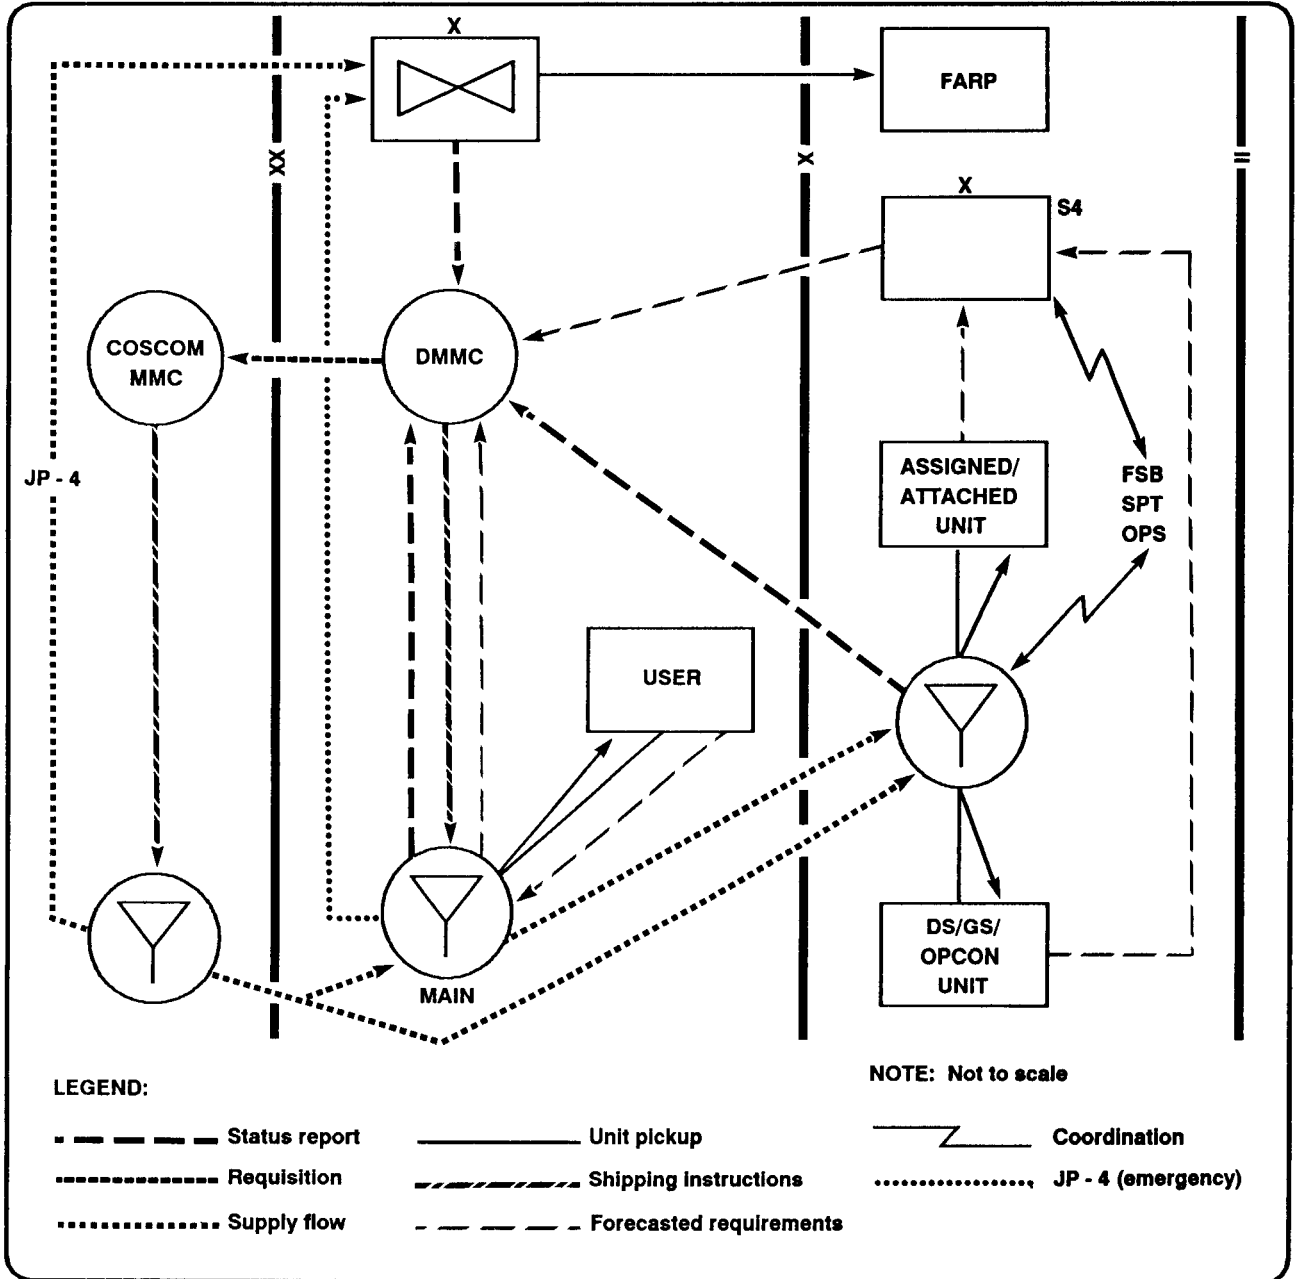 X
FARP
XX
X
=
X
S4
COSCOM
MMC
DMMC
JP - 4
ASSIGNED/
ATTACHED
UNIT
FSB
SPT
OPS
USER
DS/GS/
OPCON
UNIT
MAIN
NOTE: Not to scale
LEGEND:
Status report
Unit pickup
Coordination
Requisition
Shipping instructions
JP - 4 (emergency)
Supply flow
Forecasted requirements